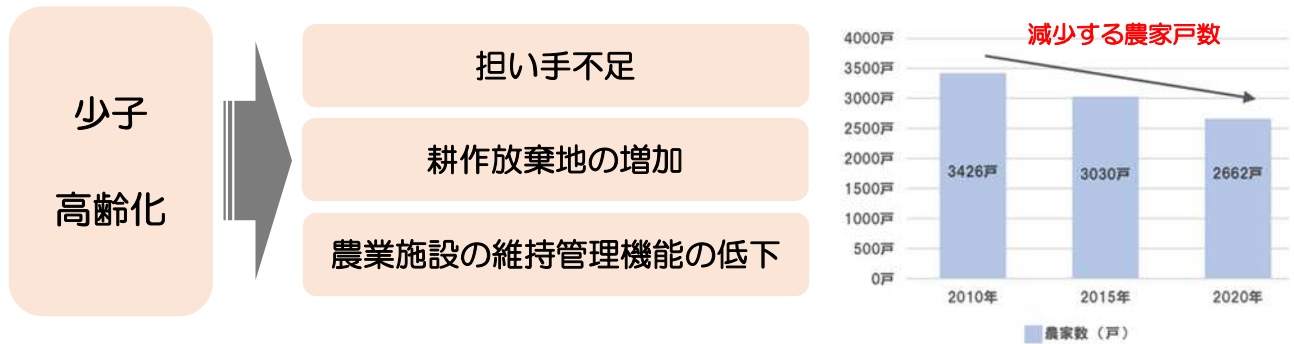 少子
高齢化
担い手不足
耕作放棄地の増加
農業施設の維持管理機能の低下
減少する農家戸数
4000戸
3500戸
3000戸
2500戸
2000戸
1500戸
1000戸
500戸
0戸
3426戸
3030戸
2662戸
2010年
2015年
2020年
農家数（戸）